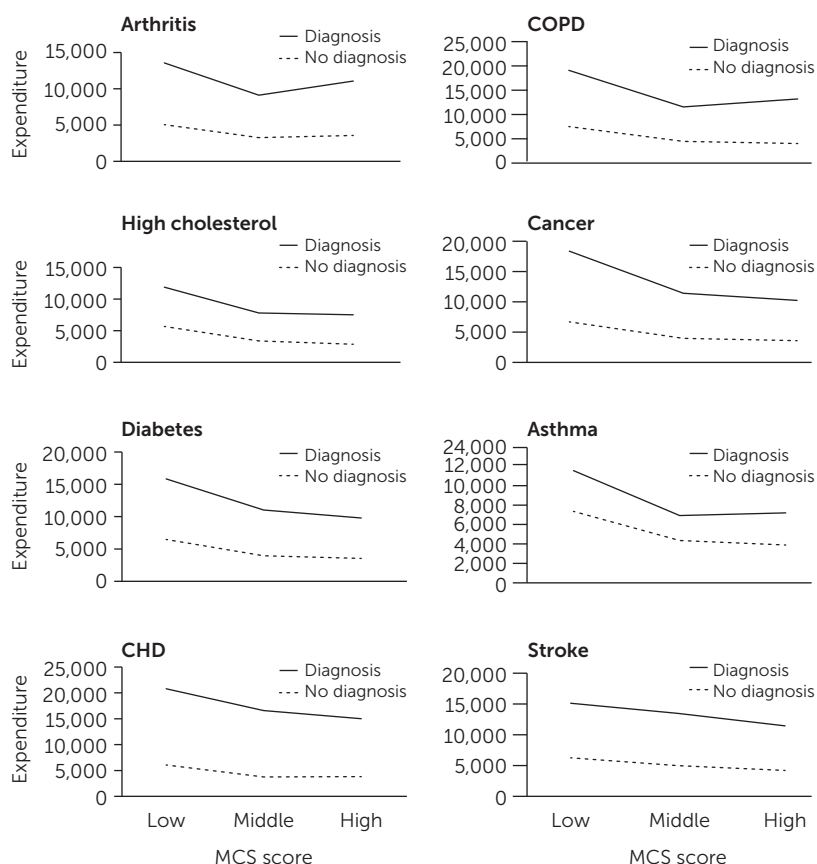 Arthritis
Diagnosis
No diagnosis
15,000
10,000
5,000
0
Expenditure
COPD
Diagnosis
No diagnosis
25,000
20,000
15,000
10,000
5,000
0
High cholesterol
Diagnosis
No diagnosis
15,000
10,000
5,000
0
Expenditure
Cancer
Diagnosis
No diagnosis
20,000
15,000
10,000
5,000
0
Diabetes
Diagnosis
No diagnosis
20,000
15,000
10,000
5,000
0
Expenditure
Asthma
Diagnosis
No diagnosis
24,000
12,000
10,000
8,000
6,000
4,000
2,000
0
CHD
Diagnosis
No diagnosis
25,000
20,000
15,000
10,000
5,000
0
Expenditure
Low Middle High
MCS score
Stroke
Diagnosis
No diagnosis
20,000
15,000
10,000
5,000
0
Low Middle High
MCS score